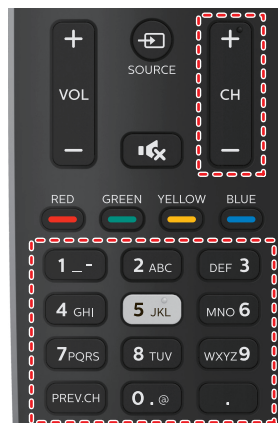 + +
SOURCE
VOL CH
− −
RED GREEN YELLOW BLUE
1 _- 2 ABC DEF 3
4 GHI 5 JKL MNO 6
7PQRS 8 TUV WXYZ9
PREV.CH 0 . @ .